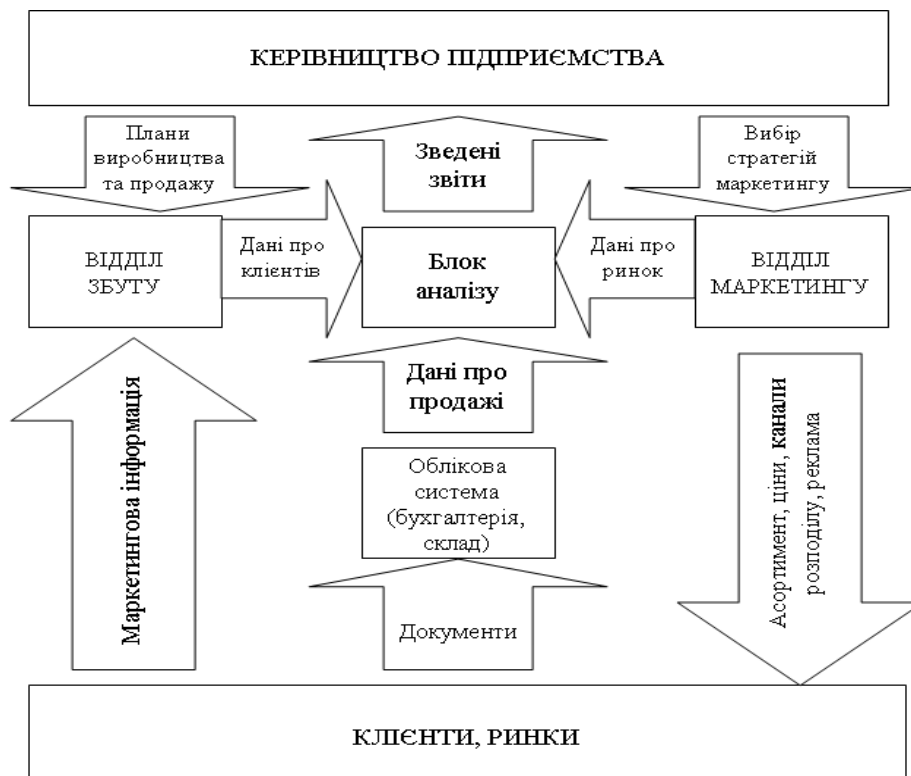 КЕРІВНИЦТВО ПІДПРИЄМСТВА
Плани
виробництва
та продажу
Зведені
звіти
Вибір
стратегій
маркетингу
ВІДДІЛ
ЗБУТУ
Дані про
клієнтів
Блок
аналізу
Дані про
ринок
ВІДДІЛ
МАРКЕТИНГУ
Маркетингова інформація
Дані про
продажі
Облікова
система
(бухгалтерія,
склад)
Документи
Асортимент, ціни, канали
розподілу, реклама
КЛІЄНТИ, РИНКИ